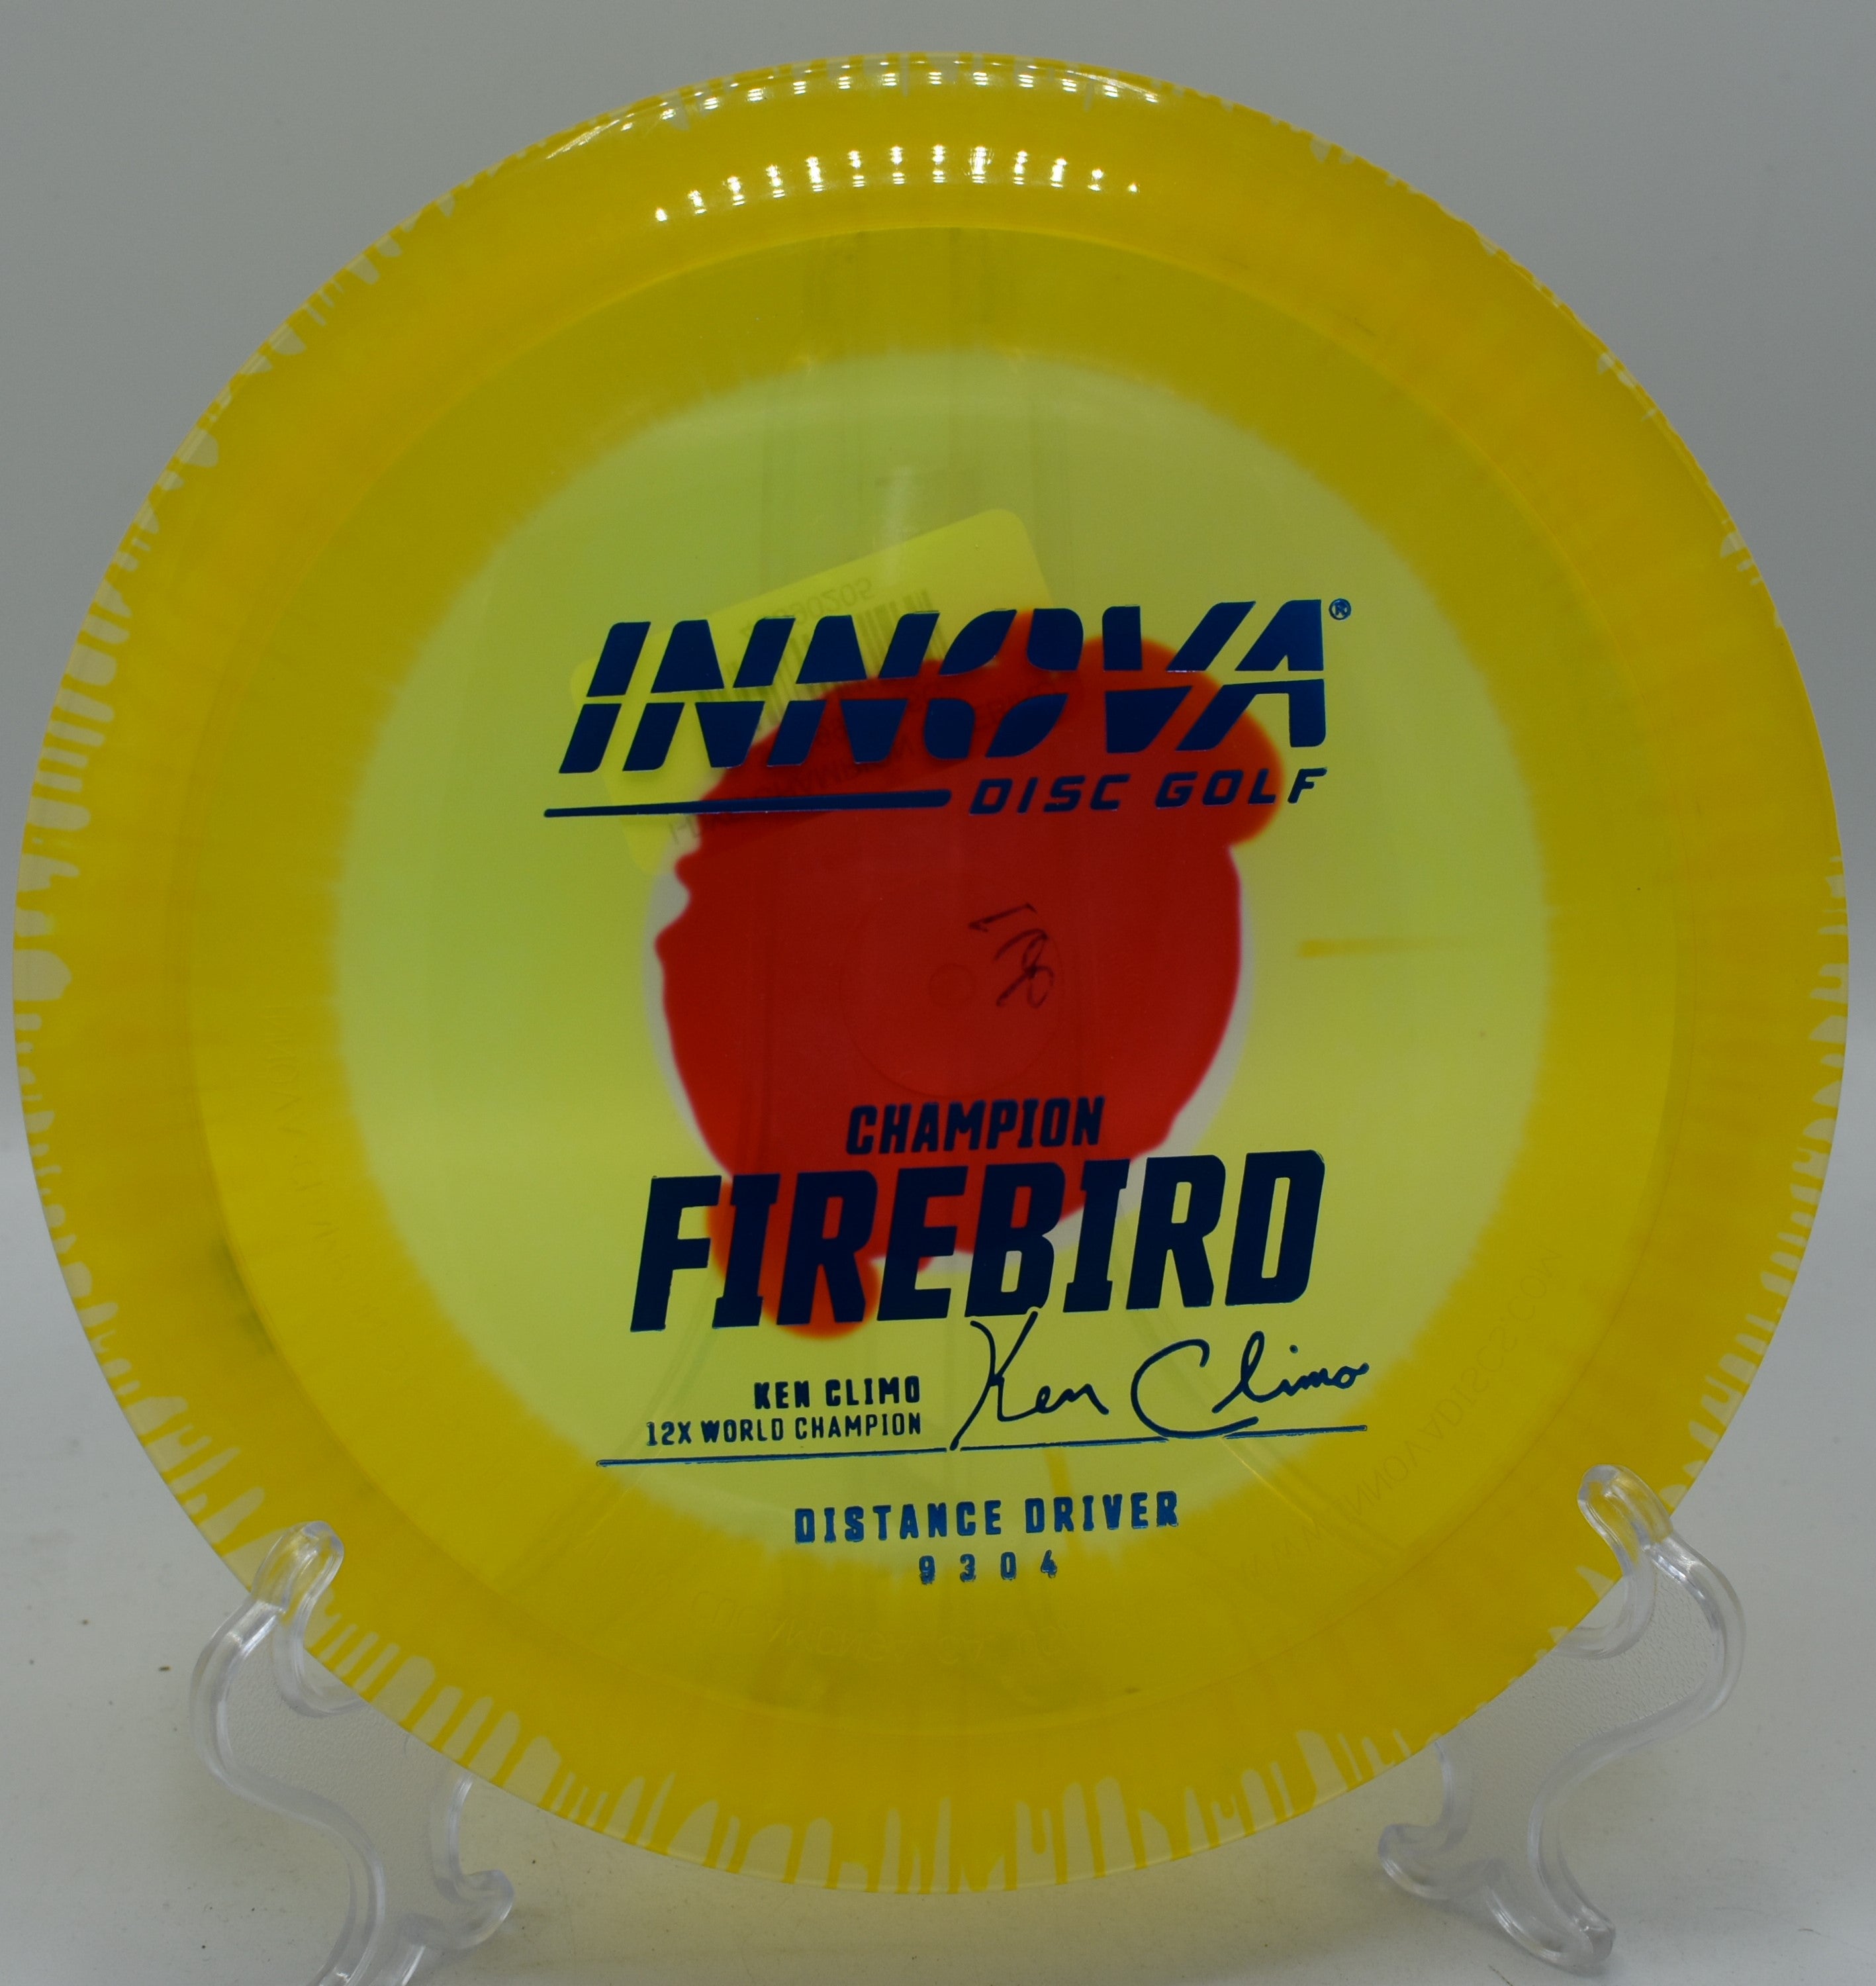 INNOVA®
DISC GOLF
CHAMPION
FIREBIRD
KEN CLIMO
12X WORLD CHAMPION
Ken Climo
DISTANCE DRIVER
9 3 0 4